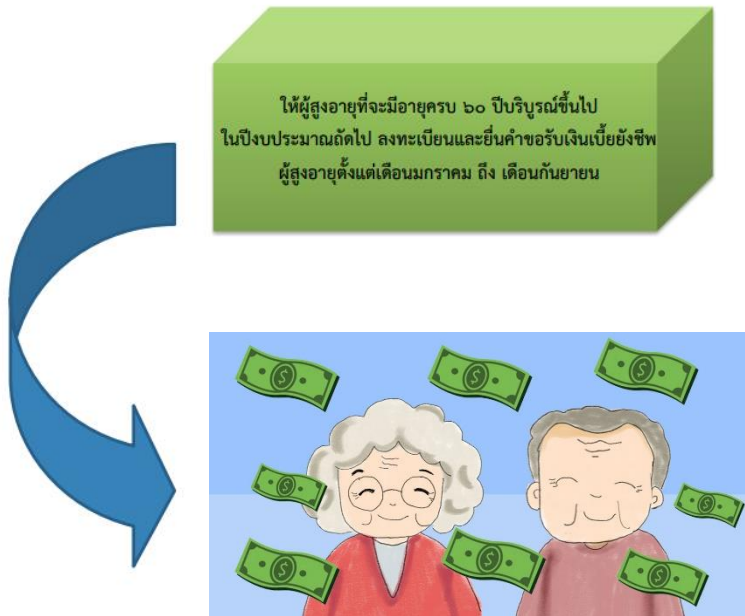 ให้ผู้สูงอายุที่จะมีอายุครบ ๖๐ ปีบริบูรณ์ขึ้นไป
ในปีงบประมาณถัดไป ลงทะเบียนและยื่นคำขอรับเงินเบี้ยยังชีพ
ผู้สูงอายุตั้งแต่เดือนมกราคม ถึง เดือนกันยายน